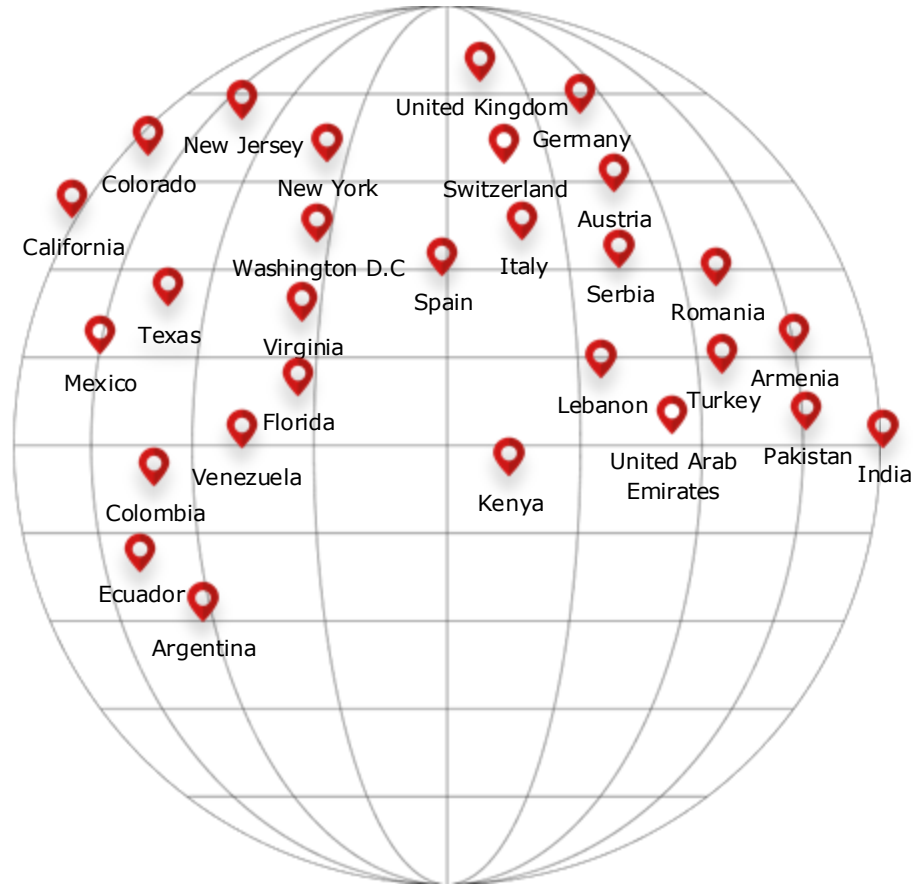 United Kingdom
Germany
New Jersey
Colorado
New York
Switzerland
Austria
California
Washington D.C
Italy
Spain
Serbia
Romania
Texas
Virginia
Mexico
Armenia
Lebanon
Turkey
Florida
Venezuela
United Arab
Emirates
Pakistan
India
Colombia
Kenya
Ecuador
Argentina